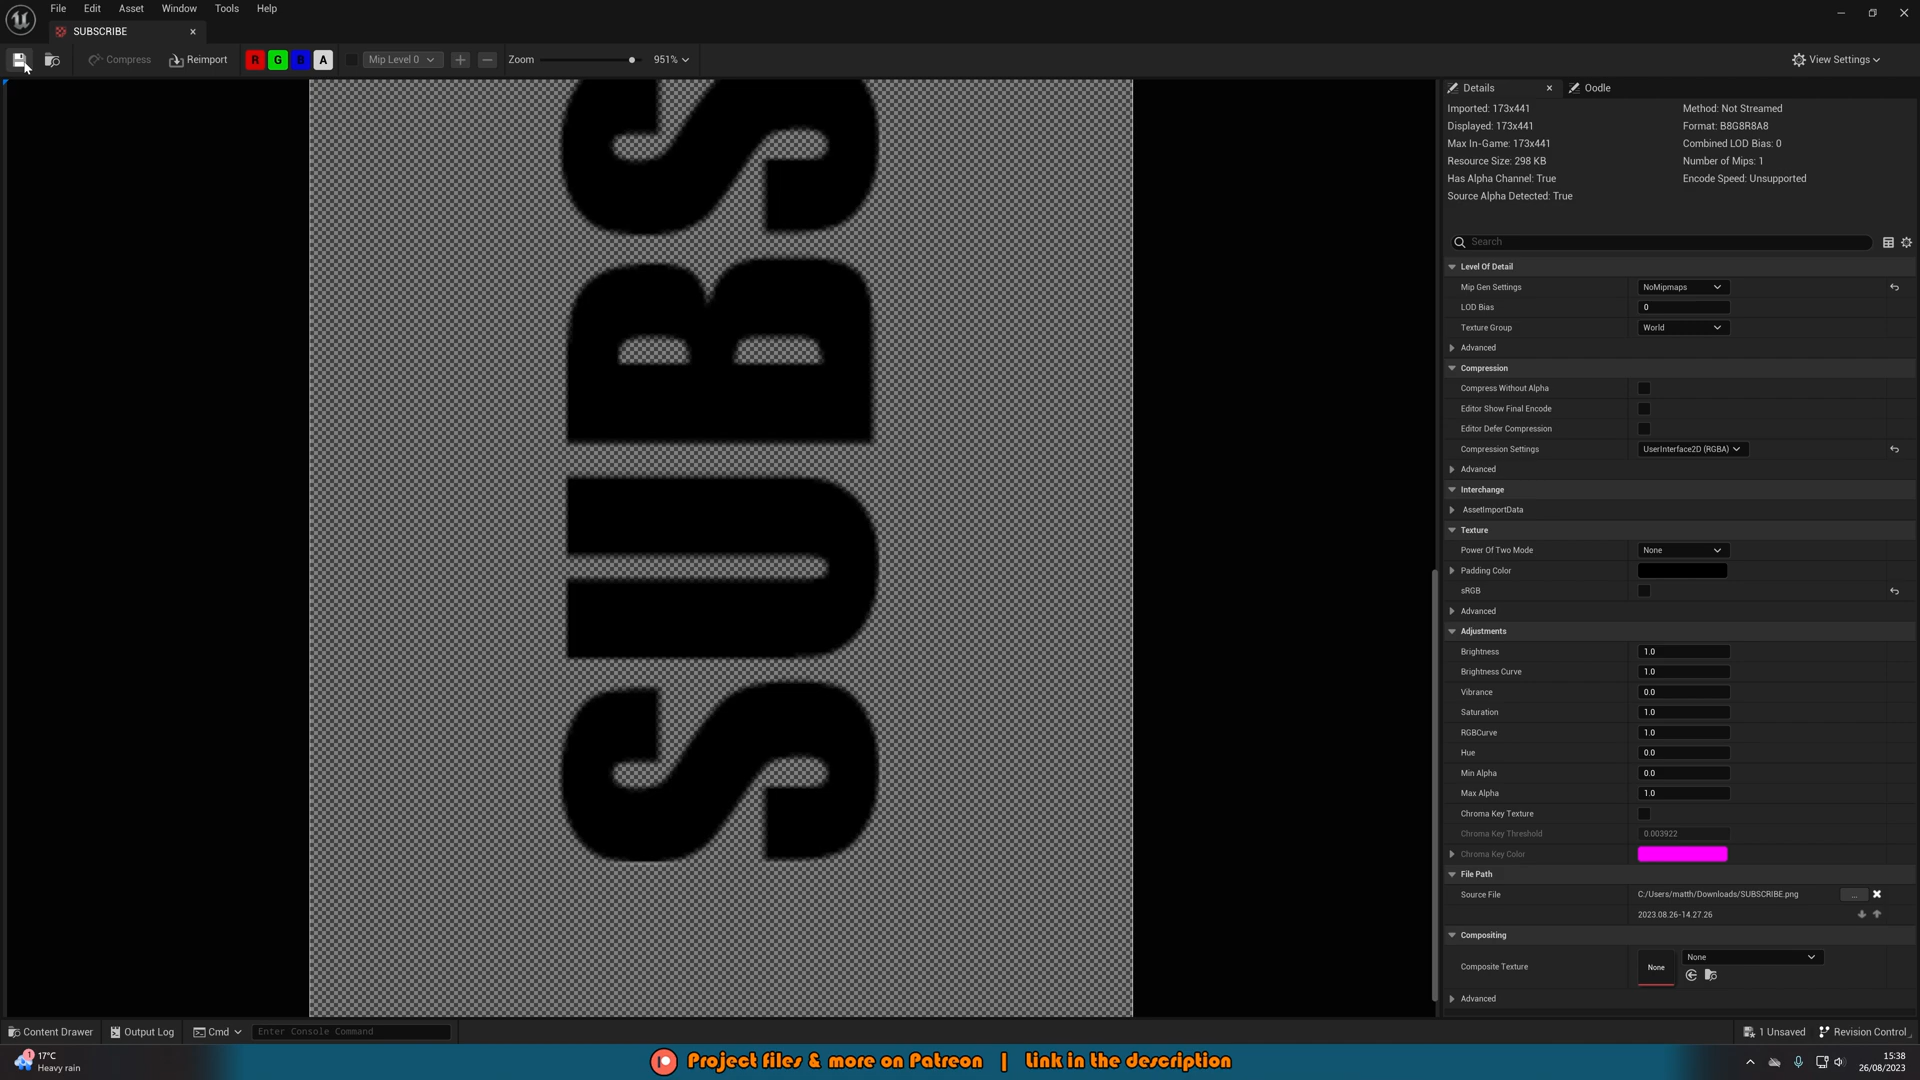 File Edit Asset Window Tools Help
SUBSCRIBE
Compress Reimport R G B A Mip Level 0 Zoom 951% View Settings
Details Oodle
Imported: 173x441 Method: Not Streamed
Displayed: 173x441 Format: B8G8R8A8
Max In-Game: 173x441 Combined LOD Bias: 0
Resource Size: 298 KB Number of Mips: 1
Has Alpha Channel: True Encode Speed: Unsupported
Source Alpha Detected: True
Search
Level Of Detail
Mip Gen Settings NoMipmaps
LOD Bias 0
Texture Group World
Advanced
Compression
Compress Without Alpha
Editor Show Final Encode
Editor Defer Compression
Compression Settings UserInterface2D (RGBA)
Advanced
Interchange
AssetImportData
Texture
Power Of Two Mode None
Padding Color
sRGB
Advanced
Adjustments
Brightness 1.0
Brightness Curve 1.0
Vibrance 0.0
Saturation 1.0
RGBCurve 1.0
Hue 0.0
Min Alpha 0.0
Max Alpha 1.0
Chroma Key Texture
Chroma Key Threshold 0.003922
Chroma Key Color
File Path
Source File C:/Users/matth/Downloads/SUBSCRIBE.png ...
2023.08.26-14.27.26
Compositing
Composite Texture None None
Advanced
SUBS
Content Drawer Output Log Cmd Enter Console Command 1 Unsaved Revision Control
1 17°C
Heavy rain
Project files & more on Patreon | Link in the description
15:38
26/08/2023